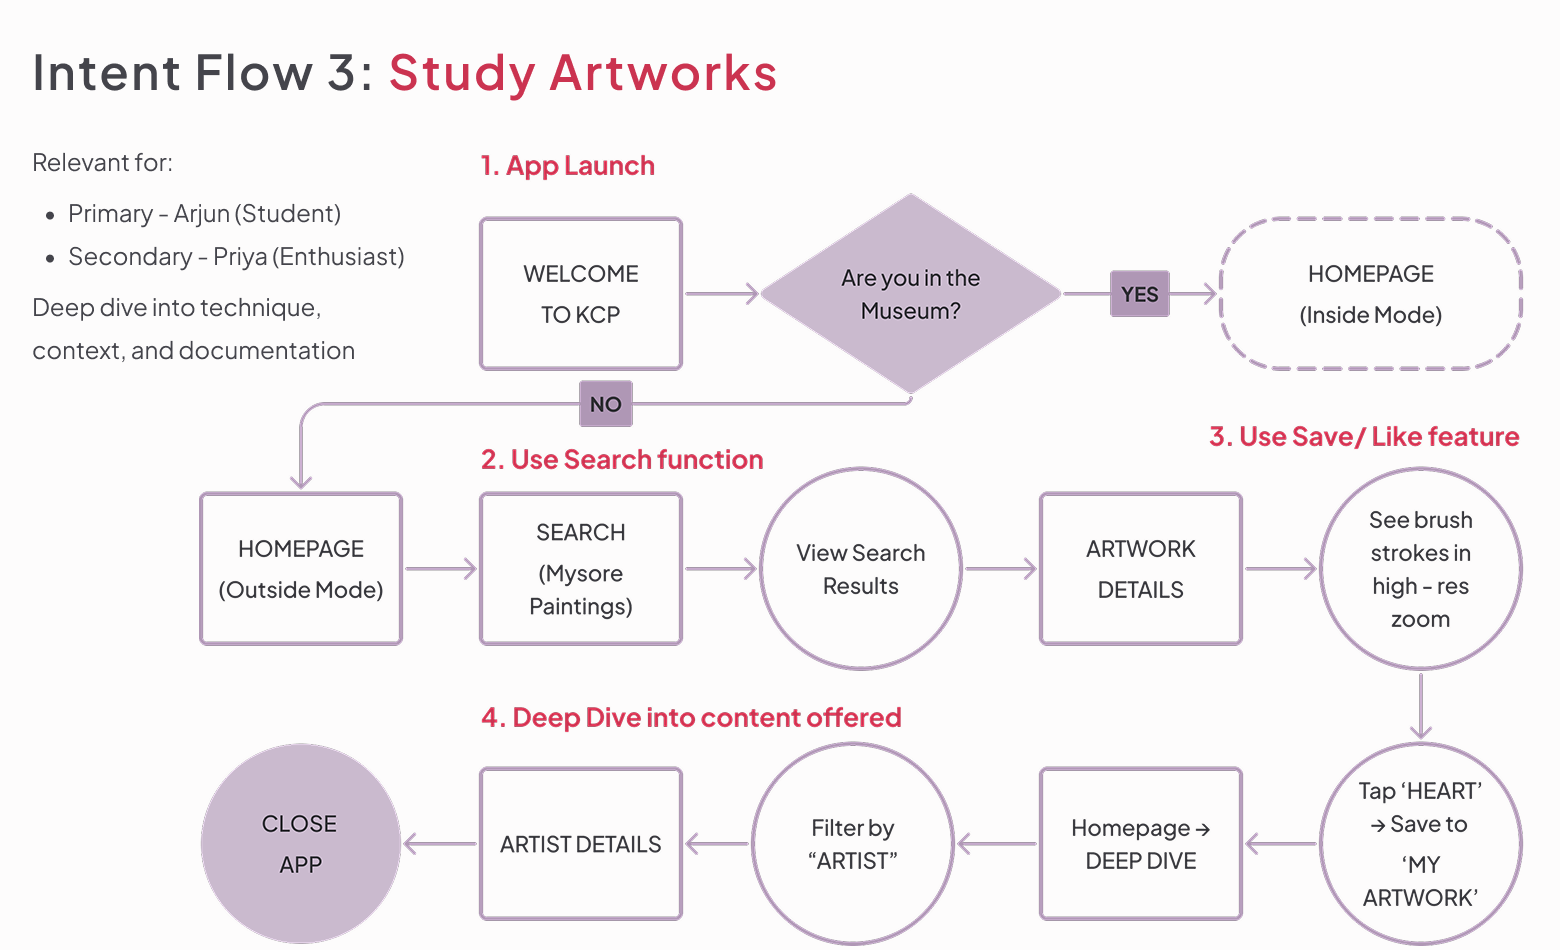 Intent Flow 3: Study Artworks
Relevant for:
• Primary - Arjun (Student)
• Secondary - Priya (Enthusiast)
Deep dive into technique,
context, and documentation
1. App Launch
WELCOME
TO KCP
Are you in the
Museum?
YES
HOMEPAGE
(Inside Mode)
NO
2. Use Search function
3. Use Save/ Like feature
HOMEPAGE
(Outside Mode)
SEARCH
(Mysore
Paintings)
View Search
Results
ARTWORK
DETAILS
See brush
strokes in
high - res
zoom
4. Deep Dive into content offered
Tap ‘HEART’
→ Save to
‘MY
ARTWORK’
Homepage →
DEEP DIVE
Filter by
“ARTIST”
ARTIST DETAILS
CLOSE
APP